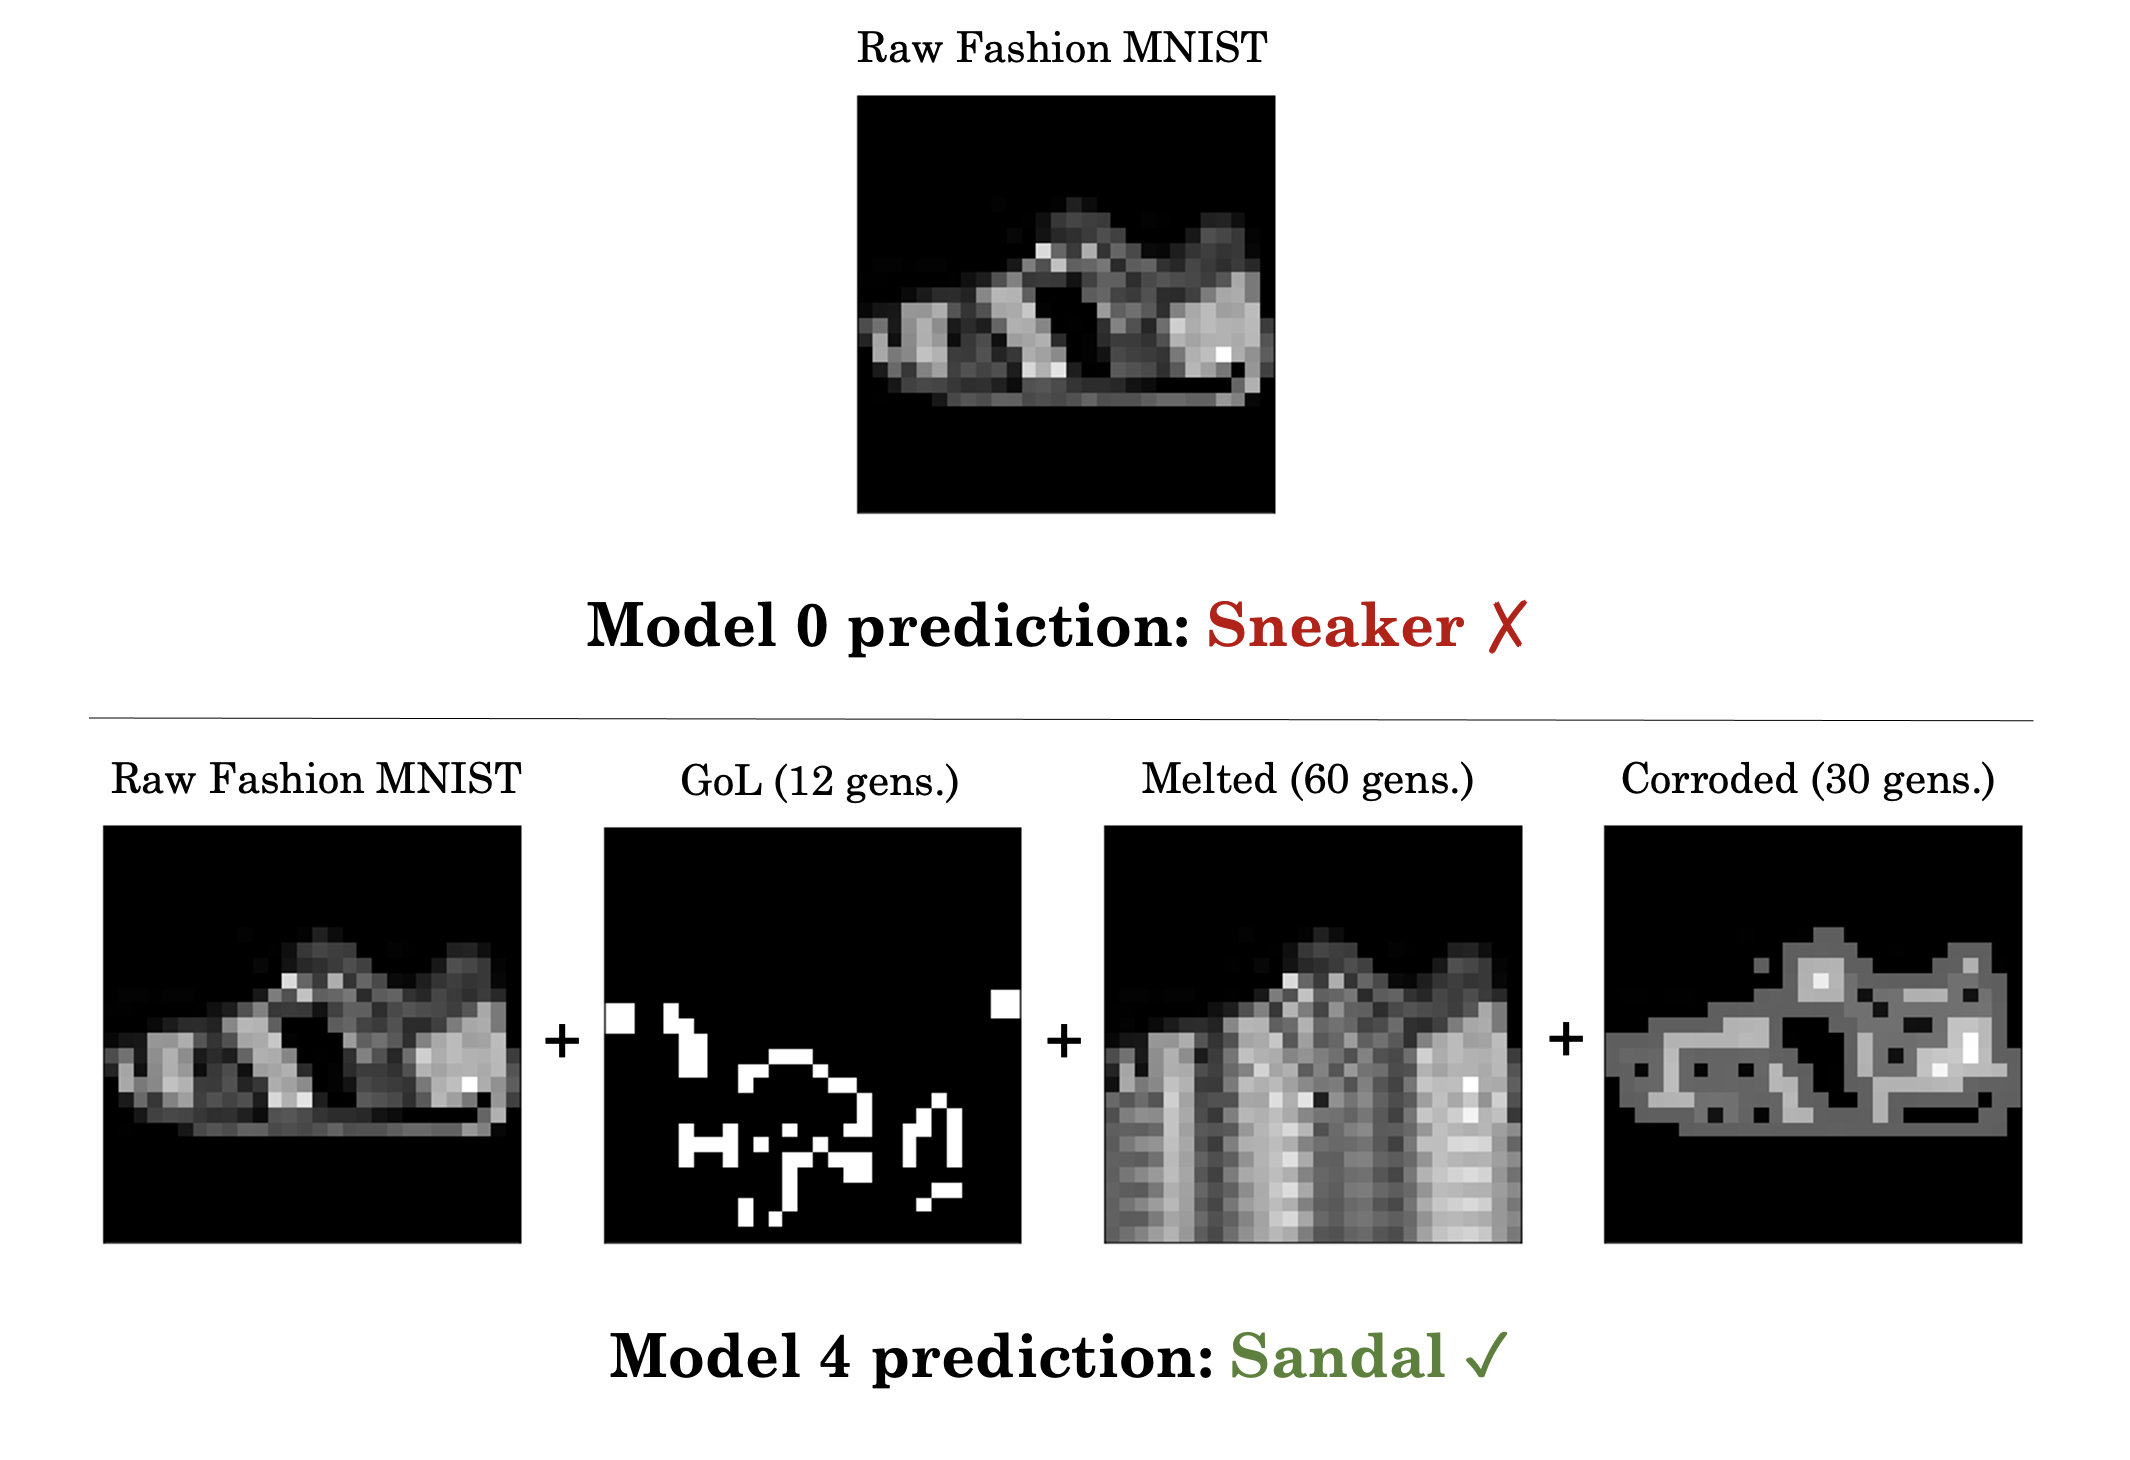 Raw Fashion MNIST
Model 0 prediction: Sneaker ✗
Raw Fashion MNIST
GoL (12 gens.)
Melted (60 gens.)
Corroded (30 gens.)
+ + +
Model 4 prediction: Sandal ✓